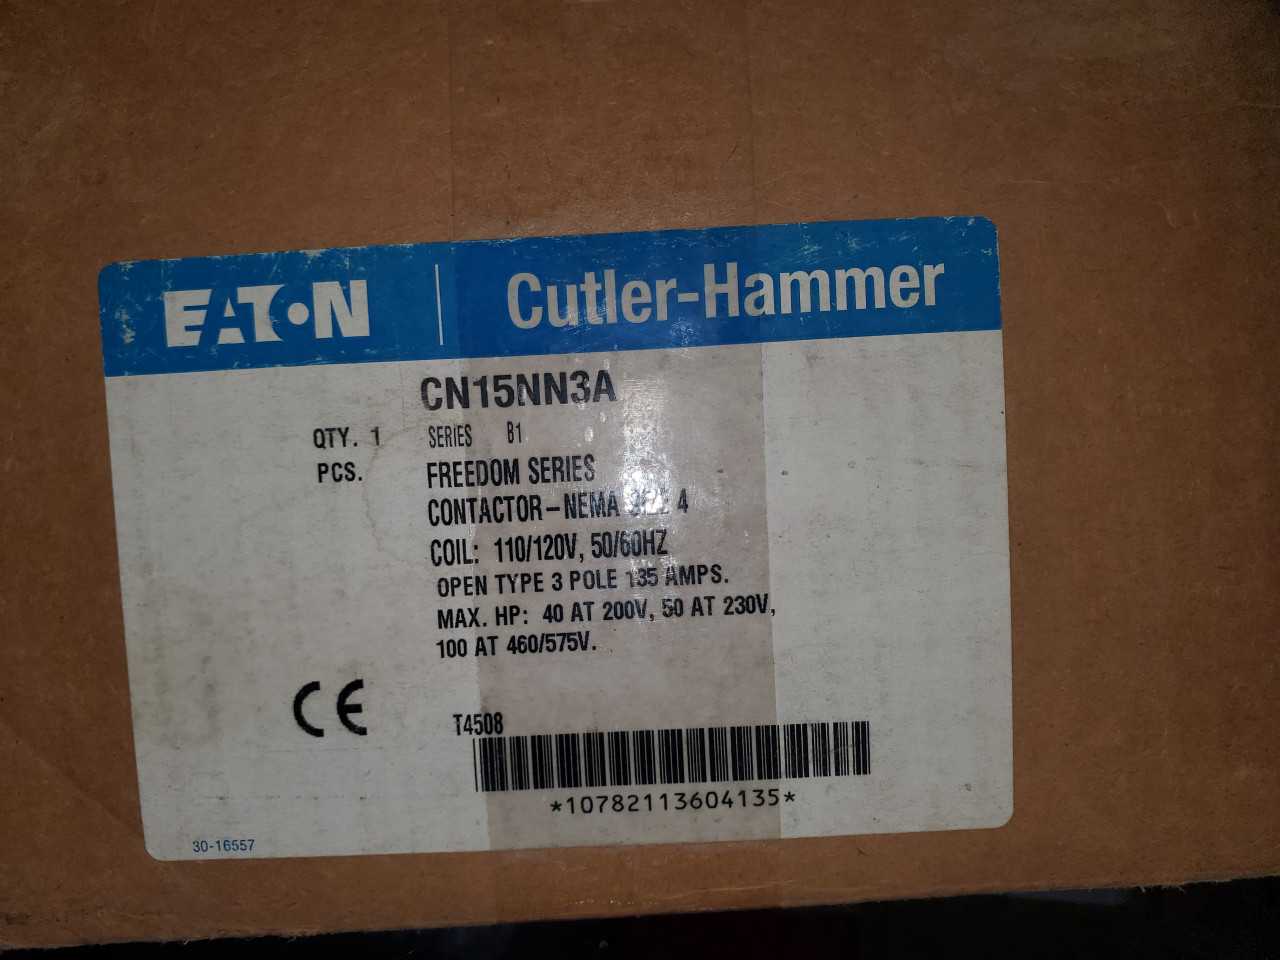 EATON | Cutler-Hammer
CN15NN3A
QTY. 1 SERIES B1
PCS. FREEDOM SERIES
CONTACTOR-NEMA SIZE 4
COIL: 110/120V, 50/60HZ
OPEN TYPE 3 POLE 135 AMPS.
MAX. HP: 40 AT 200V, 50 AT 230V,
100 AT 460/575V.
CE
T4508
*10782113604135*
30-16557